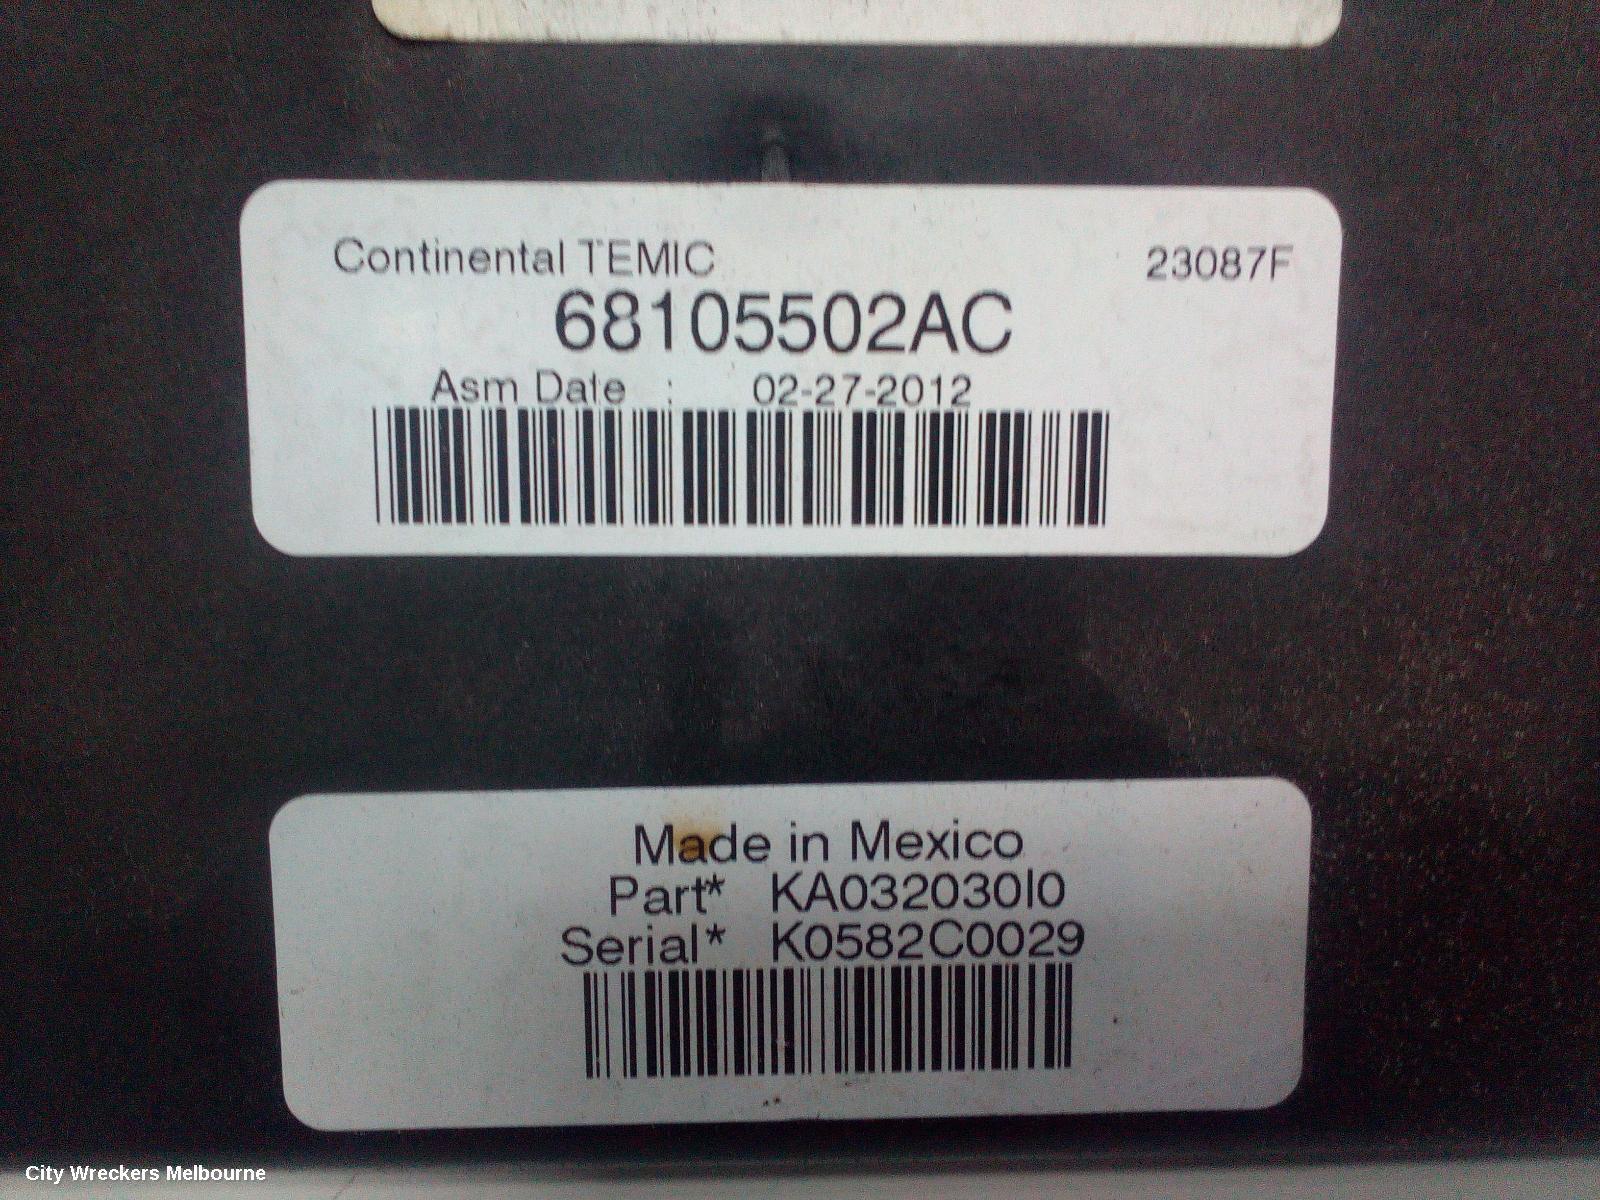 Continental TEMIC 23087F
68105502AC
Asm Date : 02-27-2012
Made in Mexico
Part* KA032030I0
Serial* K0582C0029
City Wreckers Melbourne